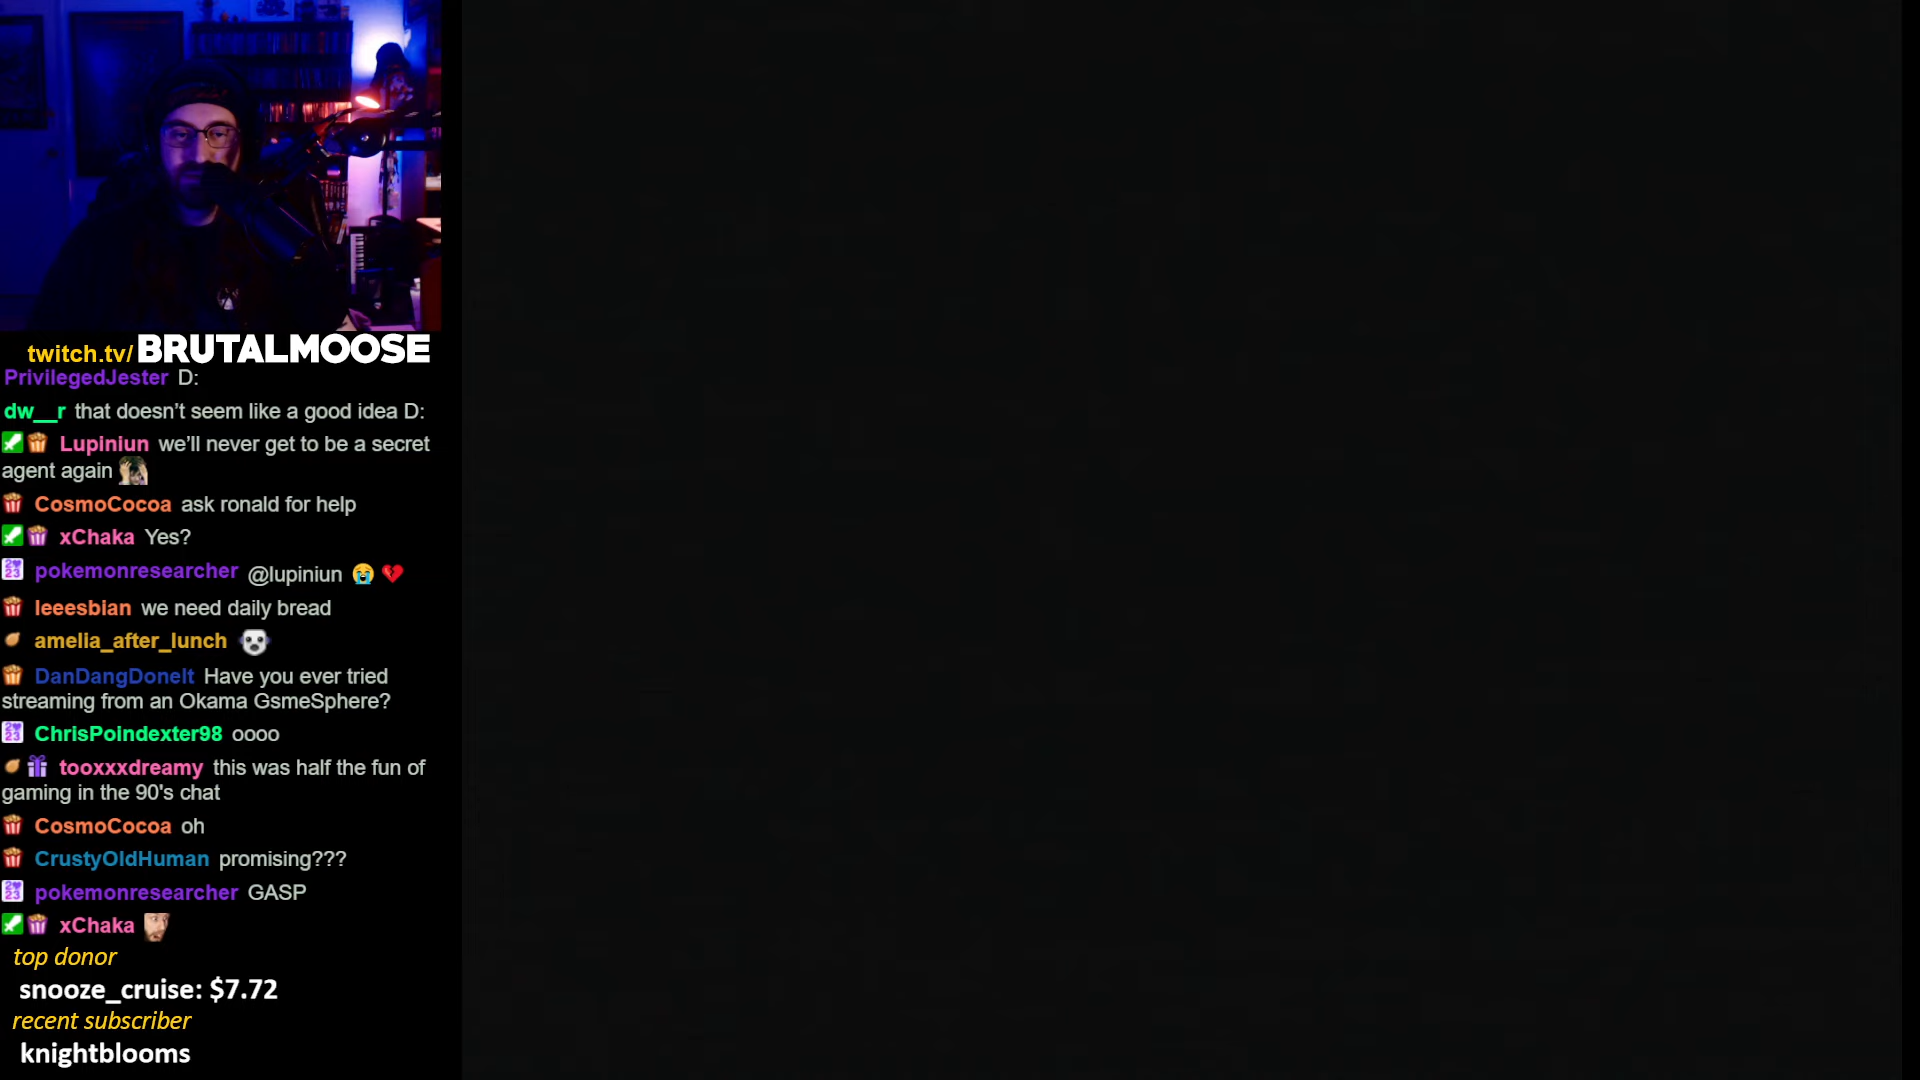 twitch.tv/BRUTALMOOSE
PrivilegedJester D:
dw__r that doesn't seem like a good idea D:
Lupiniun we'll never get to be a secret
agent again
CosmoCocoa ask ronald for help
xChaka Yes?
pokemonresearcher @lupiniun 😭 💔
leeesbian we need daily bread
amelia_after_lunch
DanDangDoneIt Have you ever tried
streaming from an Okama GsmeSphere?
ChrisPoindexter98 oooo
tooxxxdreamy this was half the fun of
gaming in the 90's chat
CosmoCocoa oh
CrustyOldHuman promising???
pokemonresearcher GASP
xChaka
top donor
snooze_cruise: $7.72
recent subscriber
knightblooms